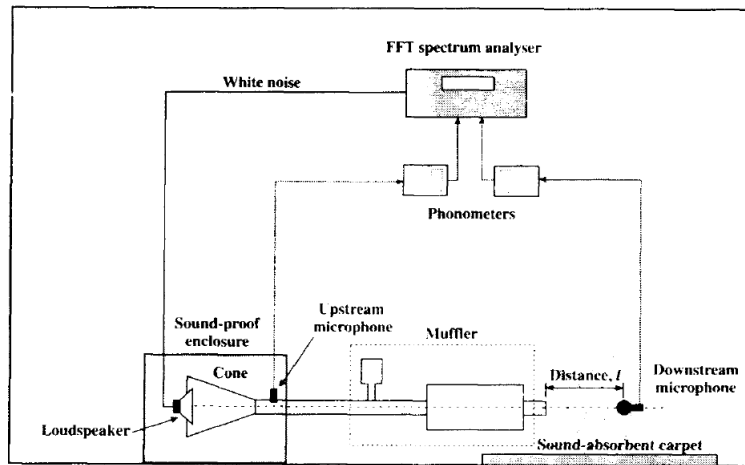 FFT spectrum analyser
White noise
Phonometers
Upstream
microphone
Sound-proof
enclosure
Muffler
Cone
Distance, l
Downstream
microphone
Loudspeaker
Sound-absorbent carpet